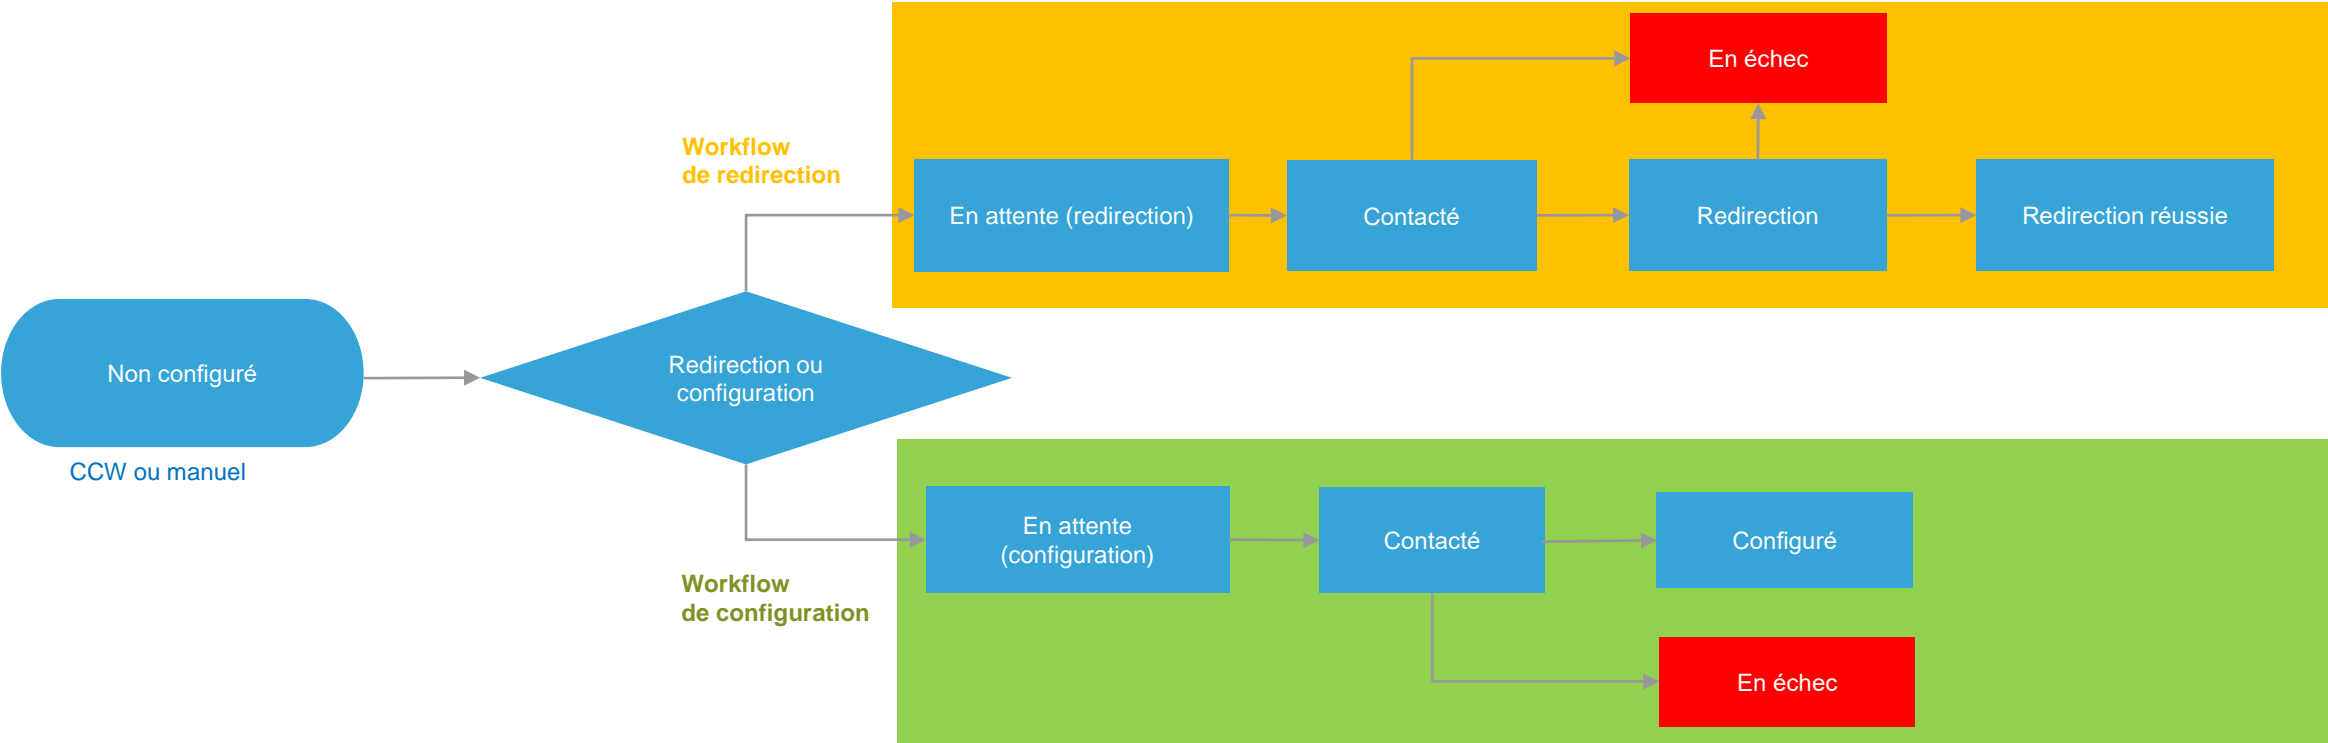 En échec
Workflow
de redirection
En attente (redirection)
Contacté
Redirection
Redirection réussie
Non configuré
CCW ou manuel
Redirection ou
configuration
En attente
(configuration)
Contacté
Configuré
Workflow
de configuration
En échec